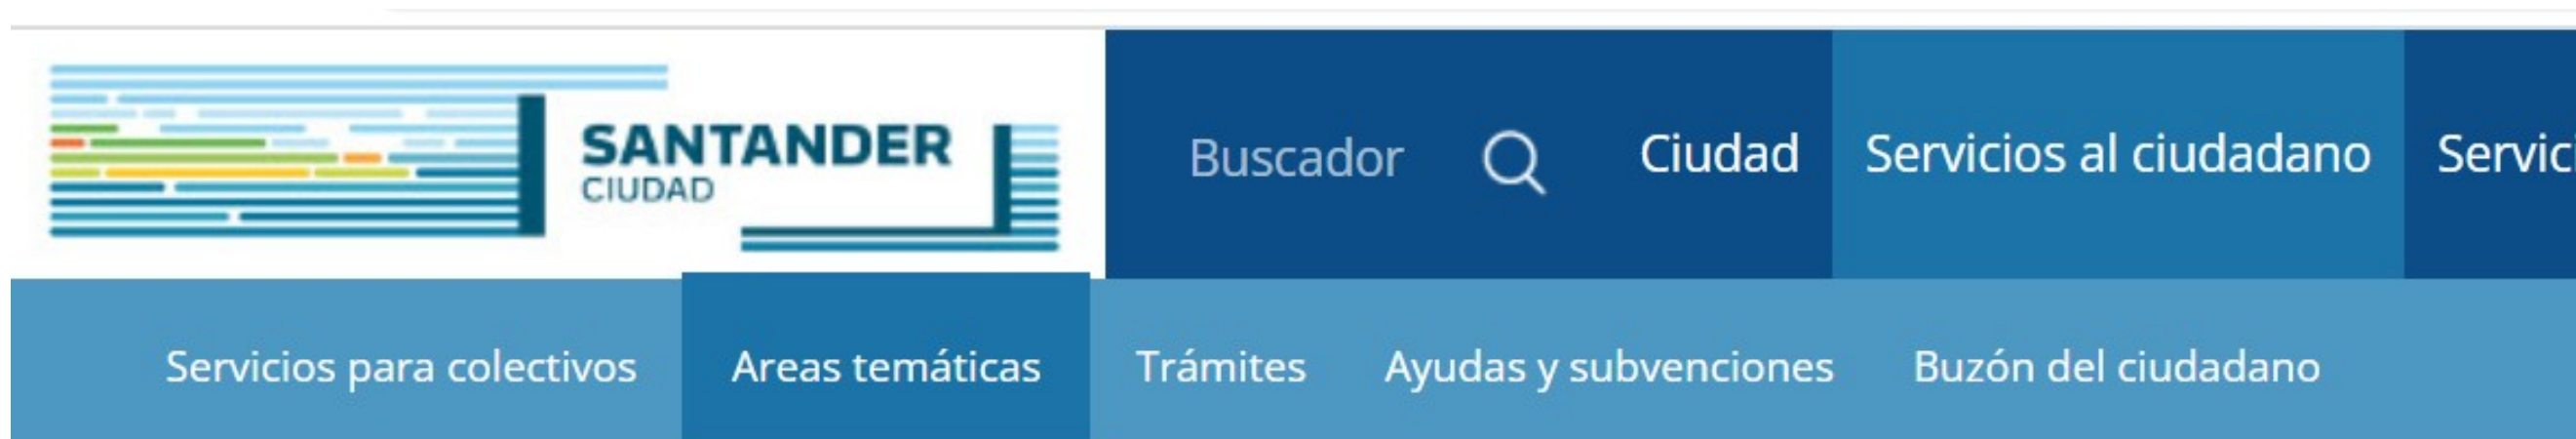 SANTANDER
CIUDAD
Buscador Ciudad Servicios al ciudadano
Servicios para colectivos Areas temáticas Trámites Ayudas y subvenciones Buzón del ciudadano